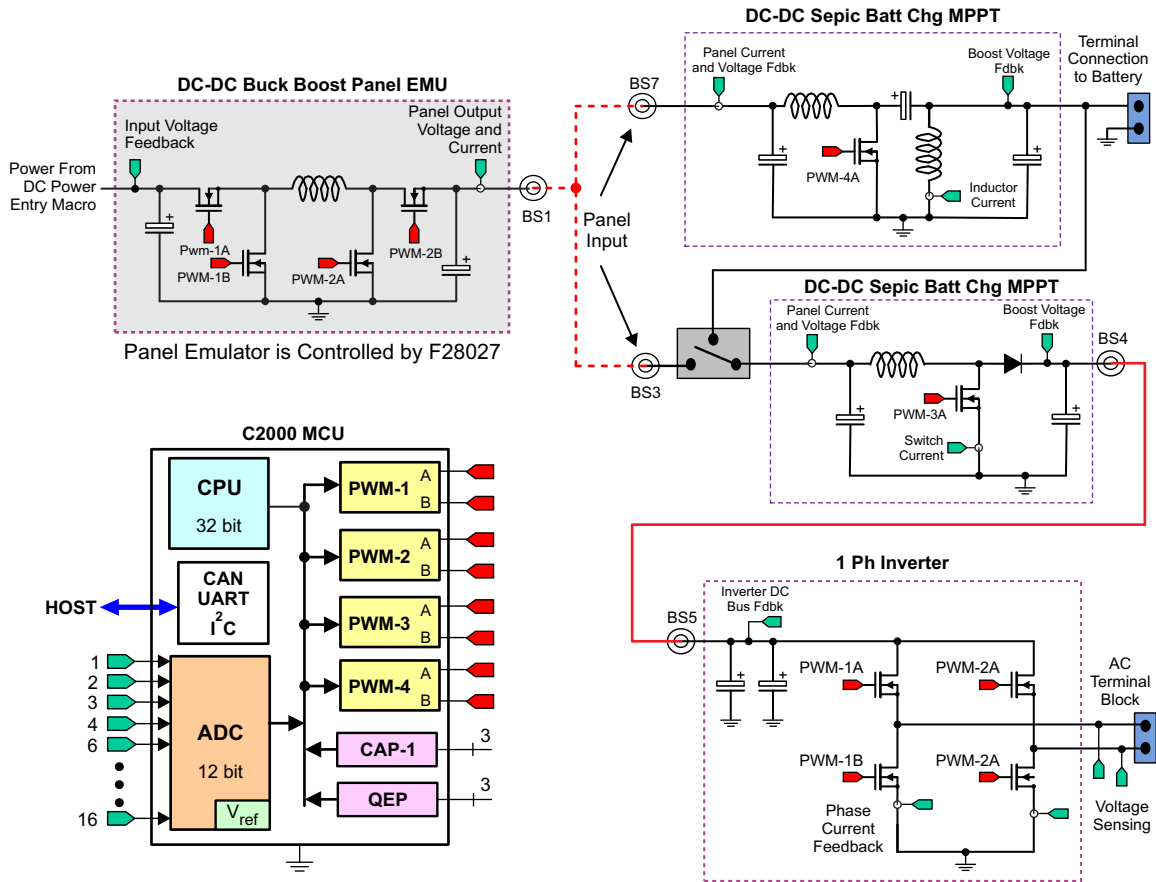 DC-DC Sepic Batt Chg MPPT
Panel Current
and Voltage Fdbk
Boost Voltage
Fdbk
Terminal
Connection
to Battery
BS7
+
+
+
PWM-4A
Inductor
Current
DC-DC Buck Boost Panel EMU
Input Voltage
Feedback
Panel Output
Voltage and
Current
Power From
DC Power
Entry Macro
+
Pwm-1A
PWM-1B
PWM-2A
PWM-2B
+
BS1
Panel
Input
Panel Emulator is Controlled by F28027
DC-DC Sepic Batt Chg MPPT
Panel Current
and Voltage Fdbk
Boost Voltage
Fdbk
BS3
BS4
+
PWM-3A
+
Switch
Current
C2000 MCU
CPU
32 bit
CAN
UART
I2C
HOST
1
2
3
4
6
16
ADC
12 bit
Vref
PWM-1
A
B
PWM-2
A
B
PWM-3
A
B
PWM-4
A
B
CAP-1
3
QEP
3
1 Ph Inverter
Inverter DC
Bus Fdbk
BS5
+
+
PWM-1A
PWM-2A
PWM-1B
PWM-2A
Phase
Current
Feedback
AC
Terminal
Block
Voltage
Sensing